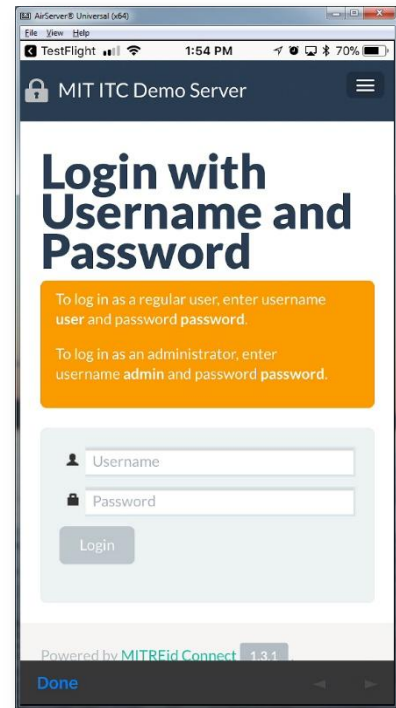 AirServer® Universal (x64)
File View Help
TestFlight 1:54 PM 70%
MIT ITC Demo Server
Login with
Username and
Password
To log in as a regular user, enter username
user and password password.
To log in as an administrator, enter
username admin and password password.
Username
Password
Login
Powered by MITREid Connect 1.3.1 .
Done